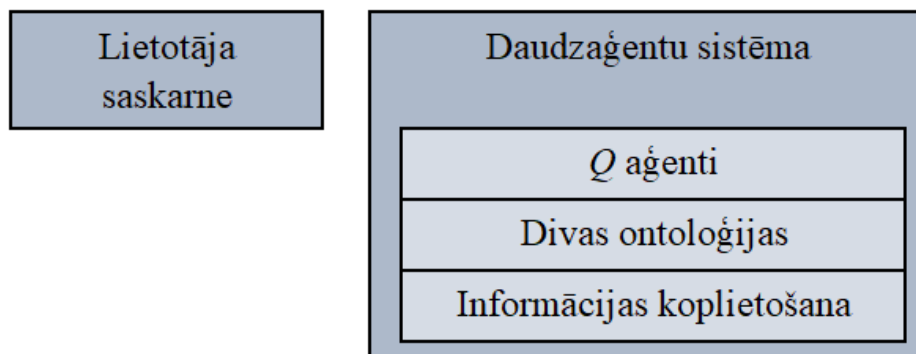 Lietotāja
saskarne
Daudzaģentu sistēma
Q aģenti
Divas ontoloģijas
Informācijas koplietošana